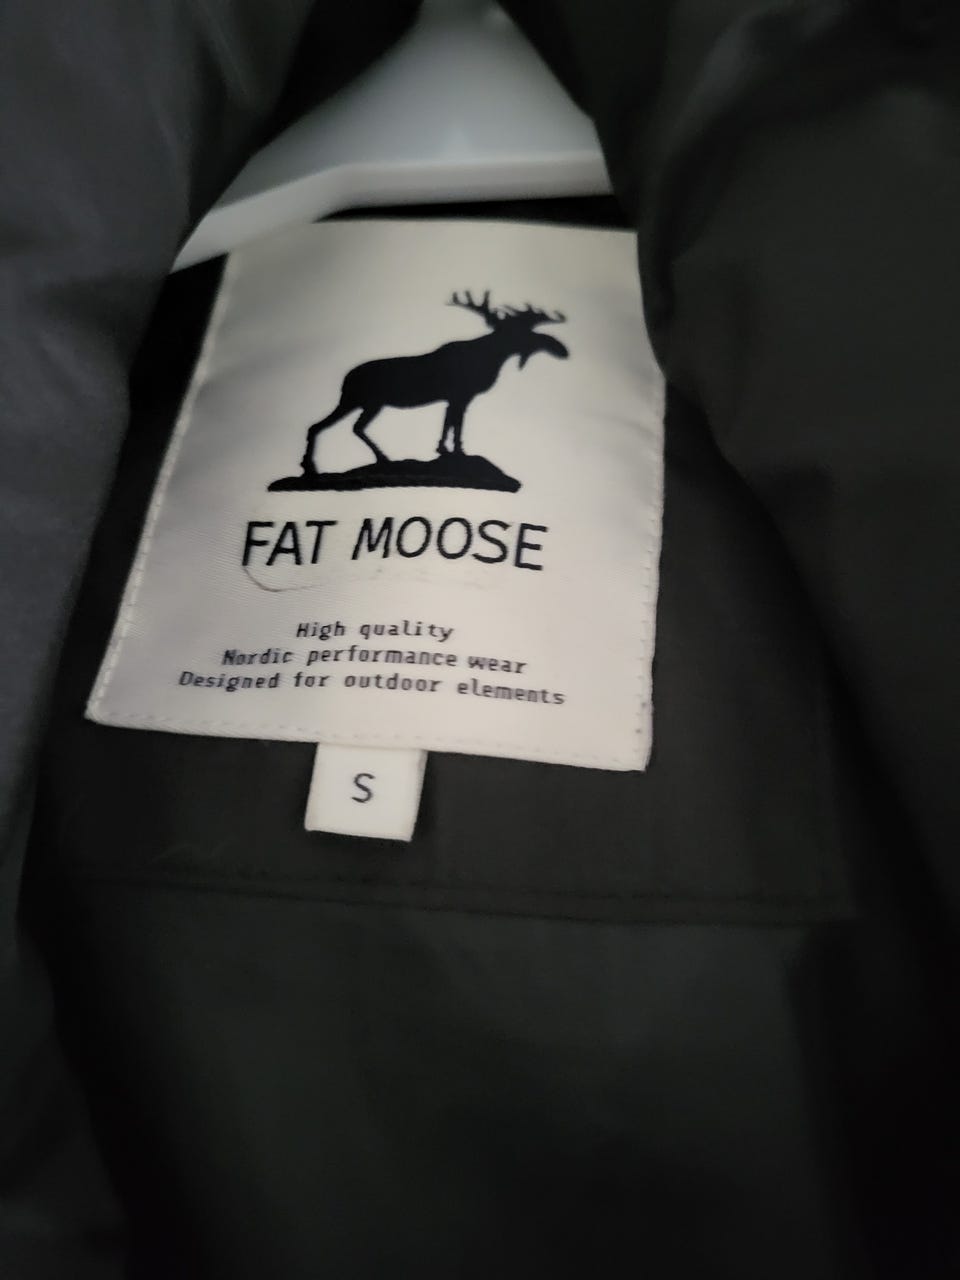 FAT MOOSE
High quality
Nordic performance wear
Designed for outdoor elements
S